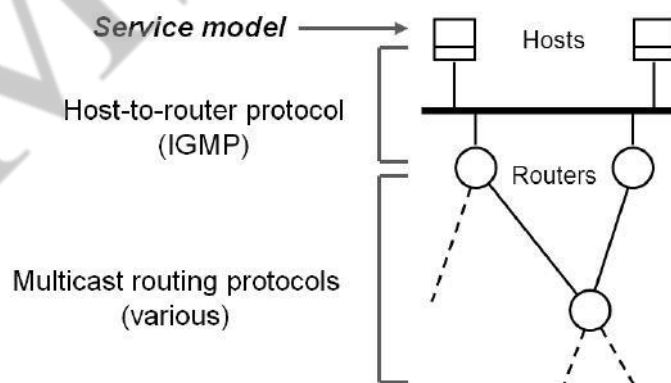 Service model
Hosts
Host-to-router protocol
(IGMP)
Routers
Multicast routing protocols
(various)